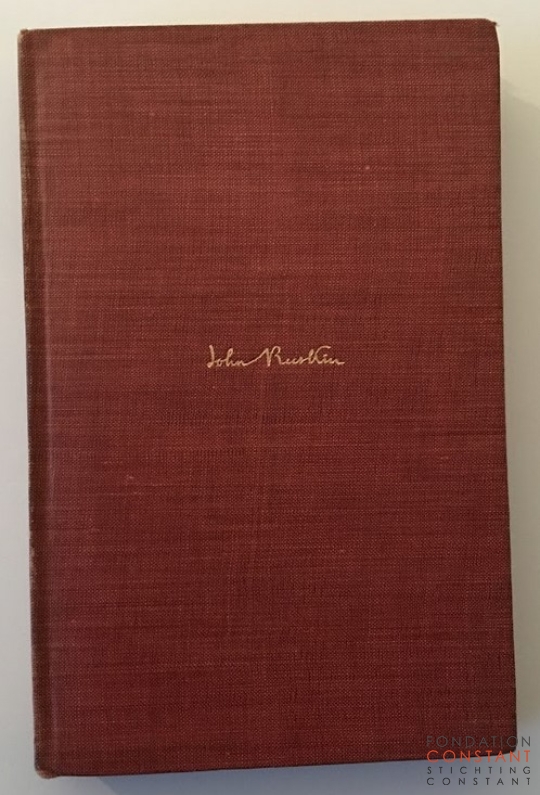 John Ruskin
FONDATION
CONSTANT
STICHTING
CONSTANT